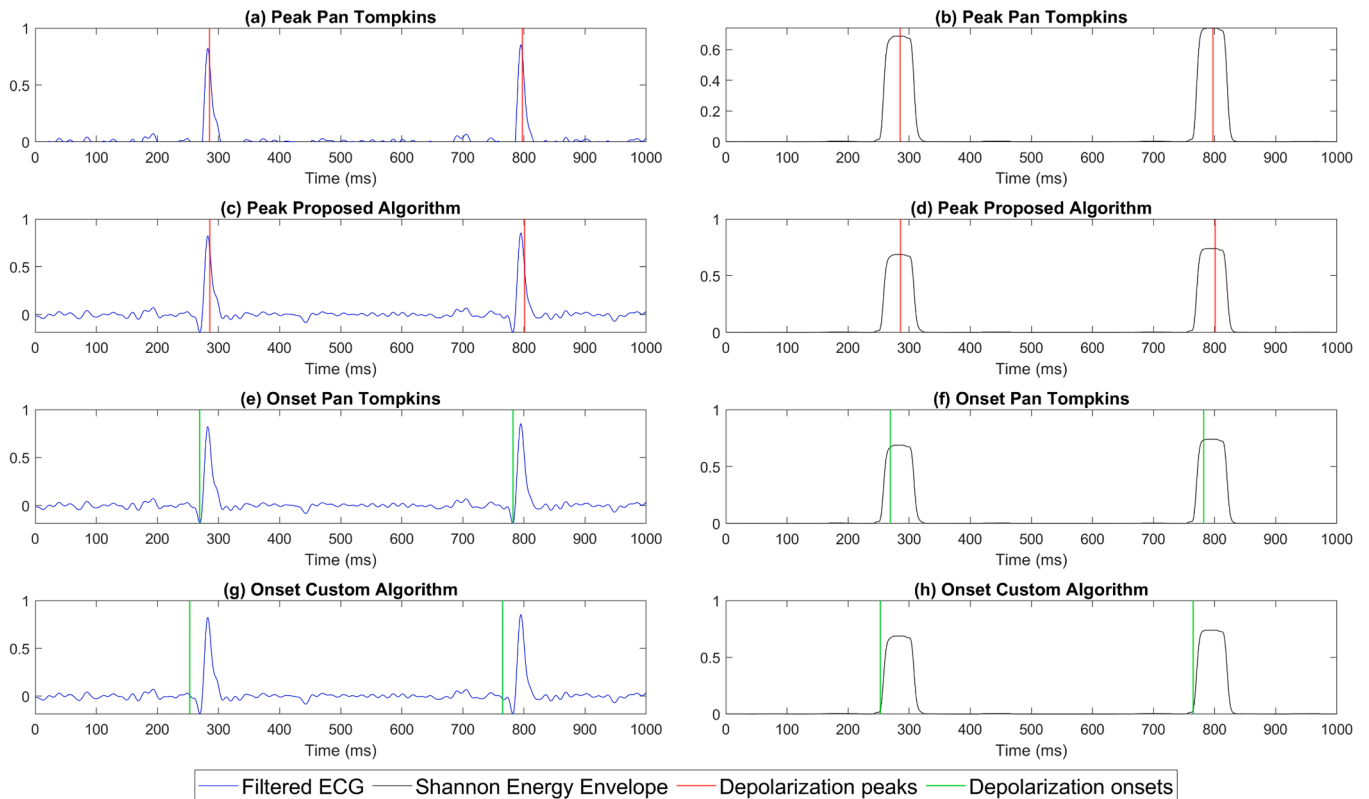 (a) Peak Pan Tompkins
1
0.5
0
0 100 200 300 400 500 600 700 800 900 1000
Time (ms)
(b) Peak Pan Tompkins
0.6
0.4
0.2
0
0 100 200 300 400 500 600 700 800 900 1000
Time (ms)
(c) Peak Proposed Algorithm
1
0.5
0
0 100 200 300 400 500 600 700 800 900 1000
Time (ms)
(d) Peak Proposed Algorithm
1
0.5
0
0 100 200 300 400 500 600 700 800 900 1000
Time (ms)
(e) Onset Pan Tompkins
1
0.5
0
0 100 200 300 400 500 600 700 800 900 1000
Time (ms)
(f) Onset Pan Tompkins
1
0.5
0
0 100 200 300 400 500 600 700 800 900 1000
Time (ms)
(g) Onset Custom Algorithm
1
0.5
0
0 100 200 300 400 500 600 700 800 900 1000
Time (ms)
(h) Onset Custom Algorithm
1
0.5
0
0 100 200 300 400 500 600 700 800 900 1000
Time (ms)
Filtered ECG Shannon Energy Envelope Depolarization peaks Depolarization onsets